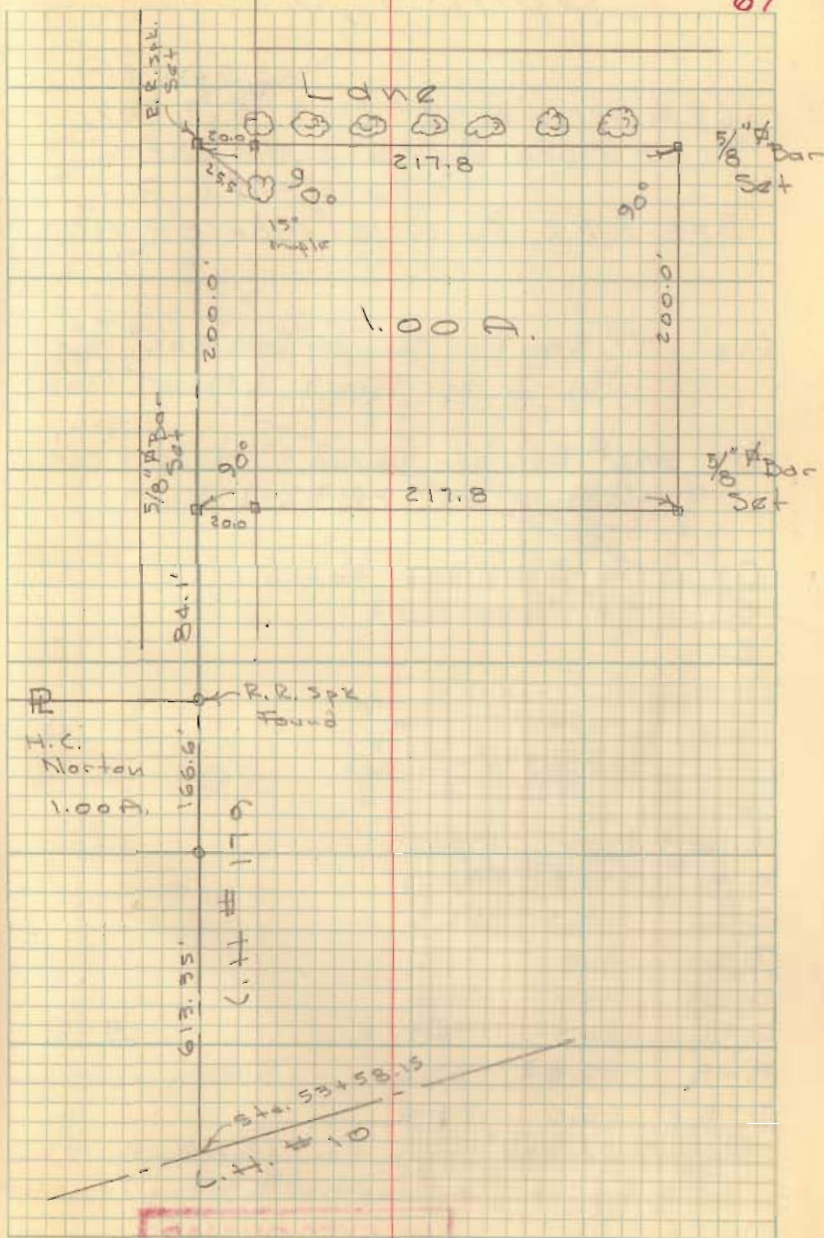 67
R.R. Spk.
Set
Lane
20.0
217.8
5/8" ⌀ Bar
Set
25.5
90°
15"
maple
90°
200.0'
1.00 A.
200.0'
5/8" ⌀ Bar
Set
90°
20.0
217.8
5/8" ⌀ Bar
Set
84.1'
R.R. Spk
Found
H.C.
Norton
1.00 A.
166.6'
C.H # 179
613.35'
Sta. 53+58.15
C.H. # 10